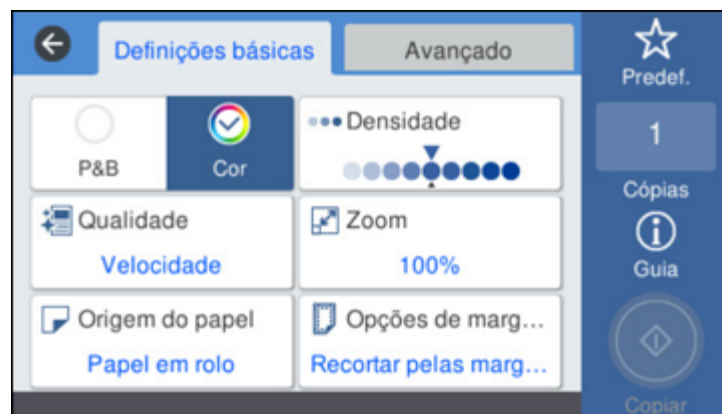 Definições básicas
Avançado
Predef.
P&B
Cor
Densidade
1
Cópias
Qualidade
Velocidade
Zoom
100%
Guia
Origem do papel
Papel em rolo
Opções de marg...
Recortar pelas marg...
Copiar